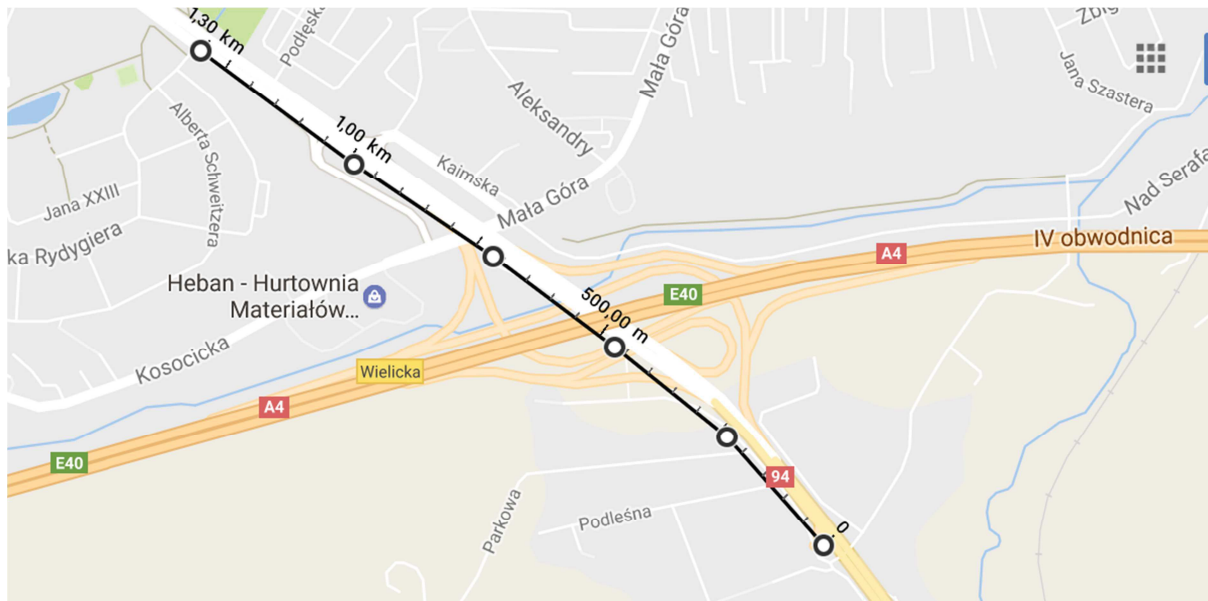 1,30 km
Podłęska
Aleksandry
Mała Góra
Zbig
Jana Szastera
Alberta Schweitzera
1,00 km
Kaimska
Jana XXIII
Mała Góra
Nad Serafą
ka Rydygiera
IV obwodnica
A4
Heban - Hurtownia
Materiałów...
E40
500,00 m
Kosocicka
Wielicka
A4
E40
94
Parkowa
Podleśna
0